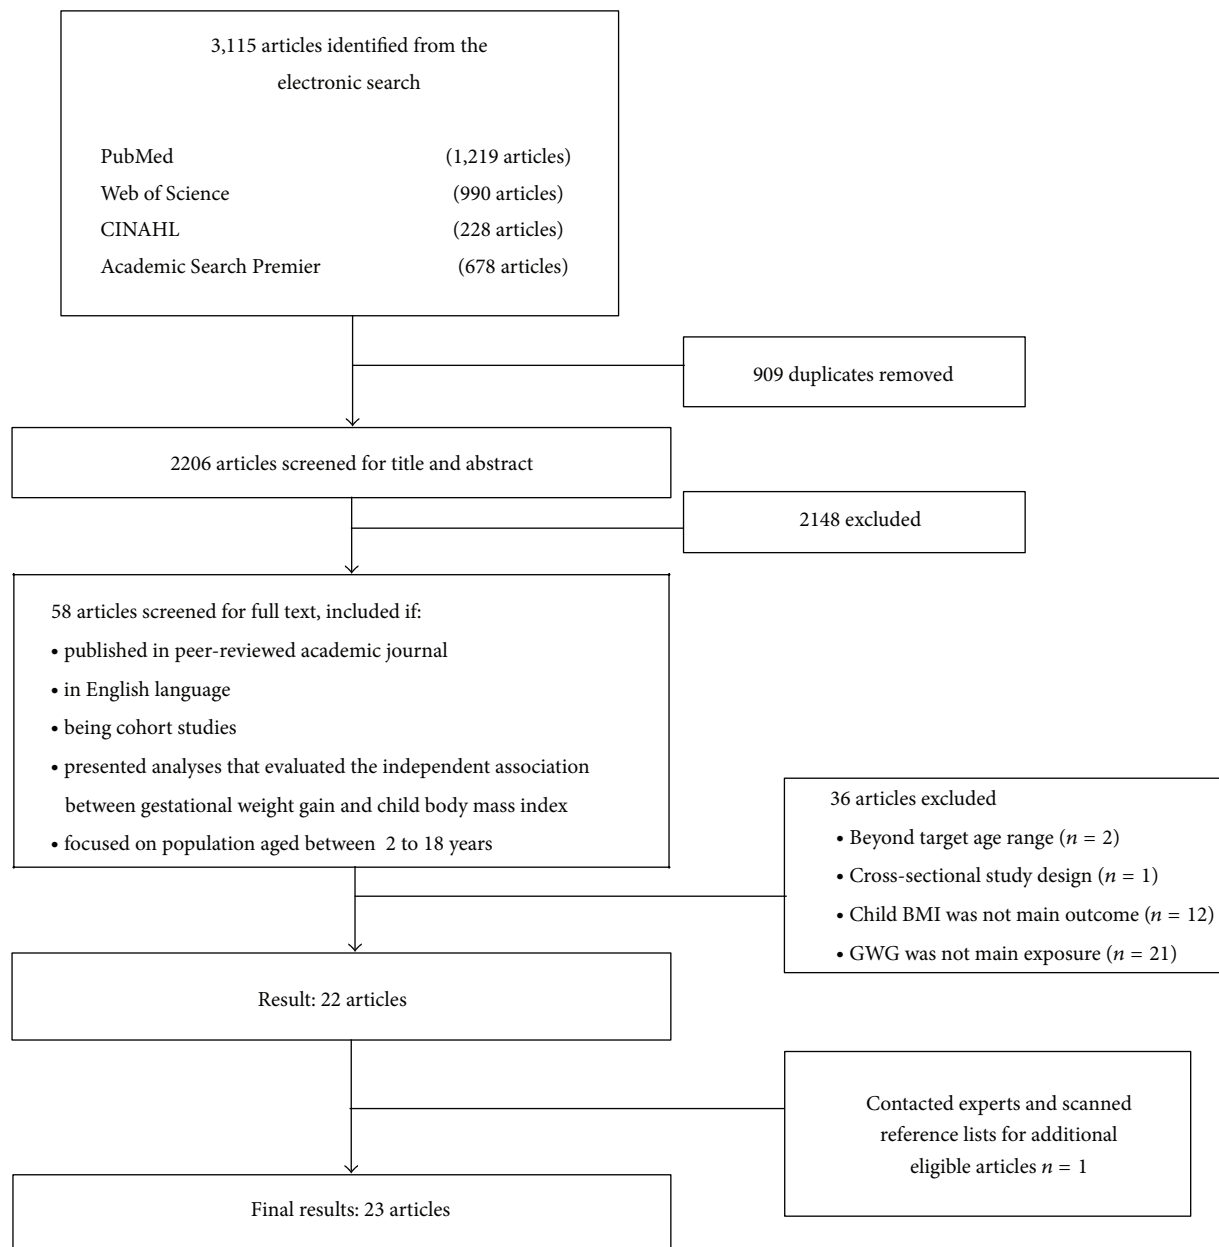 3,115 articles identified from the
electronic search
PubMed (1,219 articles)
Web of Science (990 articles)
CINAHL (228 articles)
Academic Search Premier (678 articles)
909 duplicates removed
2206 articles screened for title and abstract
2148 excluded
58 articles screened for full text, included if:
• published in peer-reviewed academic journal
• in English language
• being cohort studies
• presented analyses that evaluated the independent association
between gestational weight gain and child body mass index
• focused on population aged between 2 to 18 years
36 articles excluded
• Beyond target age range (n = 2)
• Cross-sectional study design (n = 1)
• Child BMI was not main outcome (n = 12)
• GWG was not main exposure (n = 21)
Result: 22 articles
Contacted experts and scanned
reference lists for additional
eligible articles n = 1
Final results: 23 articles